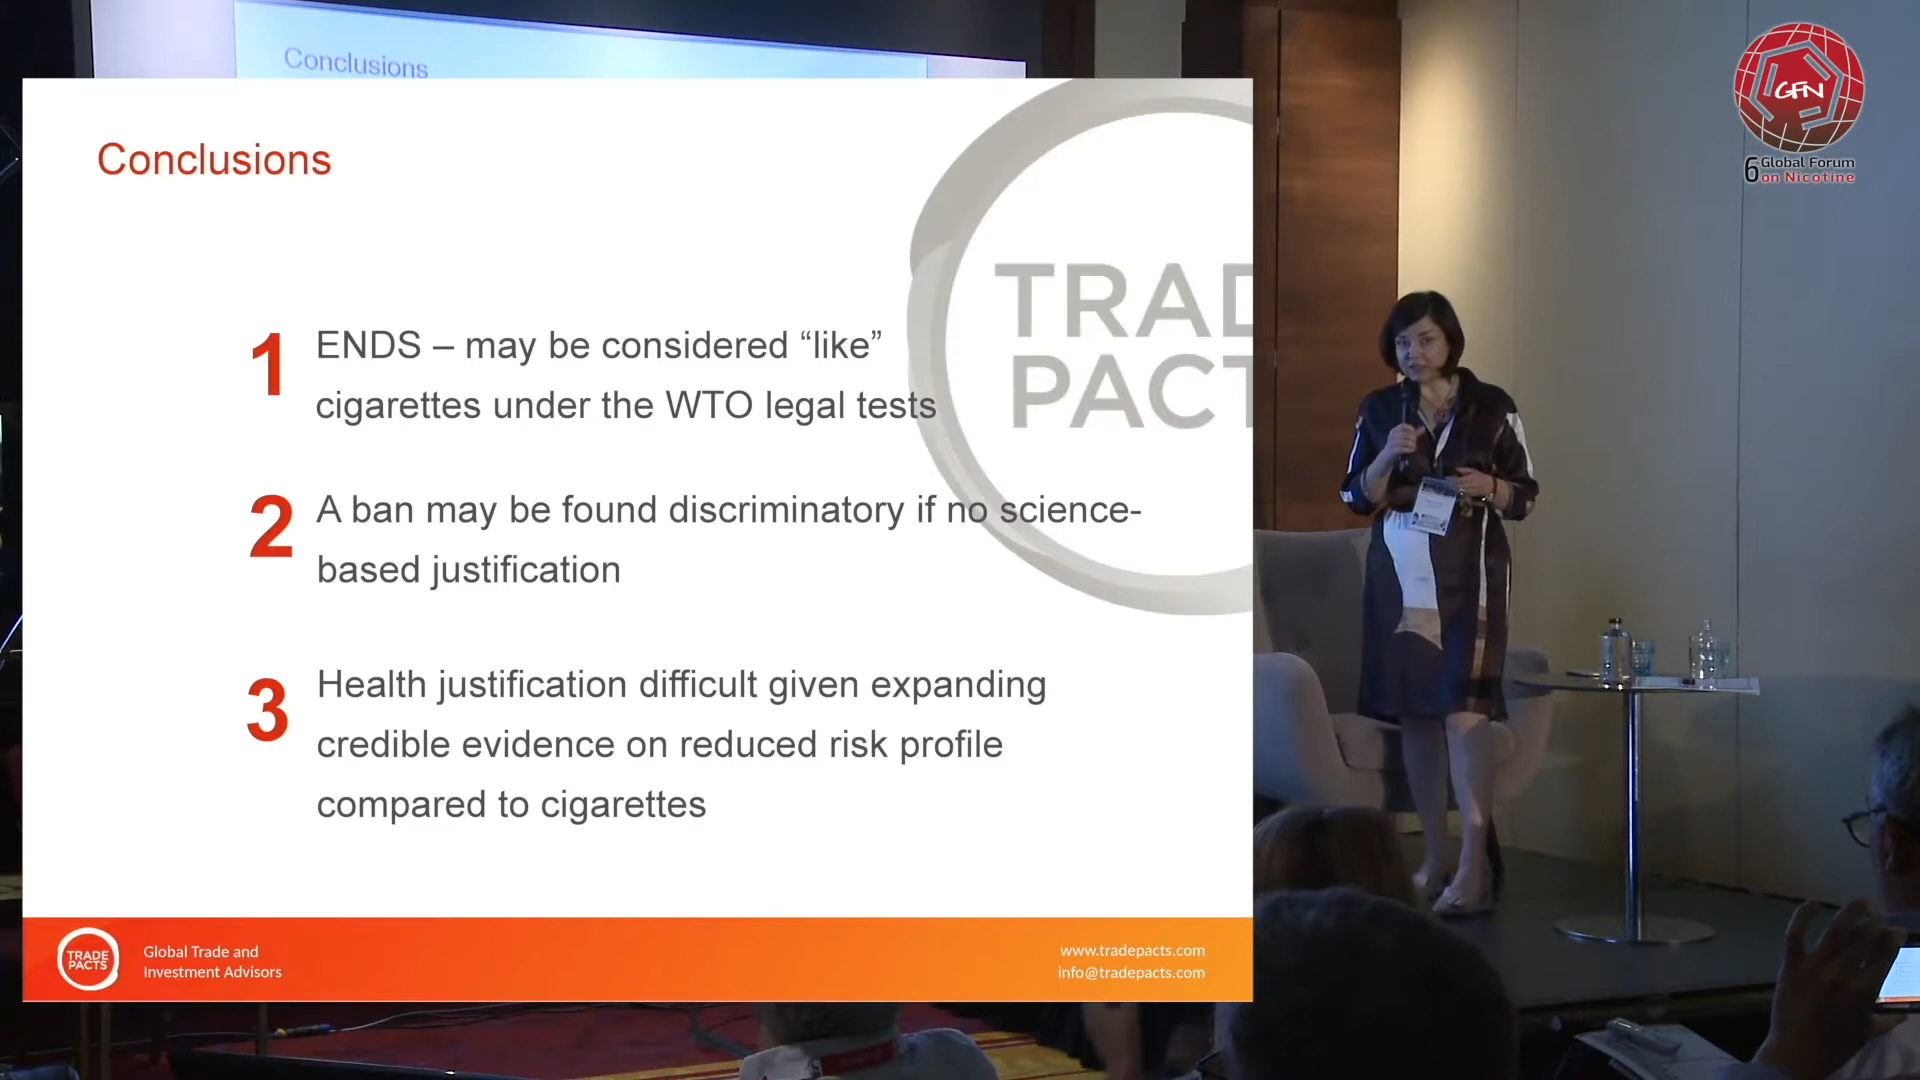 Conclusions
Conclusions
TRAD
PACT
1 ENDS – may be considered “like”
cigarettes under the WTO legal tests
2 A ban may be found discriminatory if no science-
based justification
3 Health justification difficult given expanding
credible evidence on reduced risk profile
compared to cigarettes
TRADE
PACTS
Global Trade and
Investment Advisors
www.tradepacts.com
info@tradepacts.com
GFN
6 Global Forum
on Nicotine